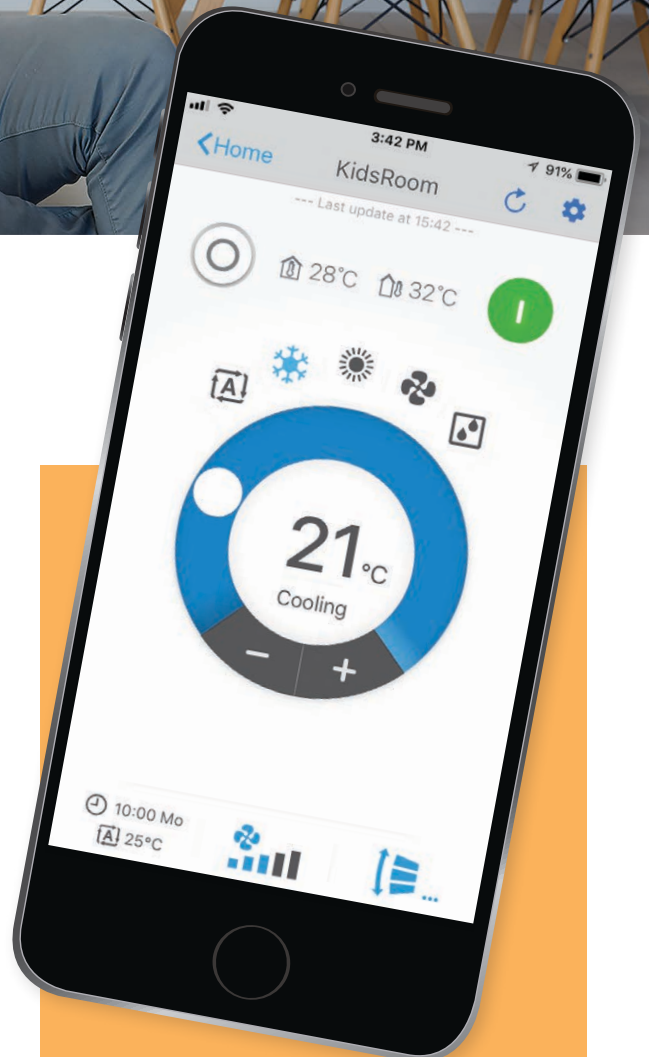 3:42 PM
91%
Home
KidsRoom
--- Last update at 15:42 ---
28°C
32°C
I
A
21°C
Cooling
− +
10:00 Mo
A 25°C
...